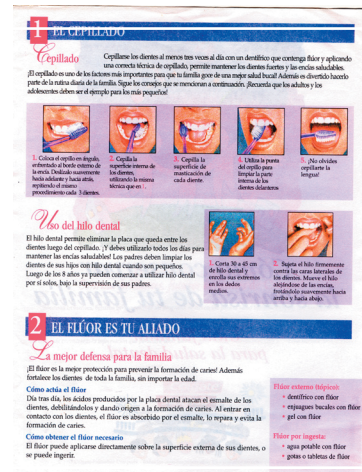 1 EL CEPILLADO
Cepillado
Cepillarse los dientes al menos tres veces al día con un dentífrico que contenga flúor y aplicando
una correcta técnica de cepillado, permite mantener los dientes fuertes y las encías saludables.
¡El cepillado es uno de los factores más importantes para que tu familia goce de una mejor salud bucal! Además es divertido hacerlo
parte de la rutina diaria de la familia. Sigue los consejos que se mencionan a continuación. ¡Recuerda que los adultos y los
adolescentes deben ser el ejemplo para los más pequeños!
1. Coloca el cepillo en ángulo,
enfrentado al borde externo de
la encía. Deslízalo suavemente
hacia adelante y hacia atrás,
repitiendo el mismo
procedimiento cada 3 dientes.
2. Cepilla la
superficie interna de
los dientes,
utilizando la misma
técnica que en 1.
3. Cepilla la
superficie de
masticación de
cada diente.
4. Utiliza la punta
del cepillo para
limpiar la parte
interna de los
dientes delanteros
5. ¡No olvides
cepillarte la
lengua!
Uso del hilo dental
El hilo dental permite eliminar la placa que queda entre los
dientes luego del cepillado. ¡Y debes utilizarlo todos los días para
mantener las encías saludables! Los padres deben limpiar los
dientes de sus hijos con hilo dental cuando son pequeños.
Luego de los 8 años ya pueden comenzar a utilizar hilo dental
por si solos, bajo la supervisión de sus padres.
1. Corta 30 a 45 cm
de hilo dental y
enrolla sus extremos
en los dedos
medios.
2. Sujeta el hilo firmemente
contra las caras laterales de
los dientes. Mueve el hilo
alejándose de las encías,
frotándolo suavemente hacia
arriba y hacia abajo.
2 EL FLÚOR ES TU ALIADO
La mejor defensa para la familia
¡El flúor es la mejor protección para prevenir la formación de caries! Además
fortalece los dientes de toda la familia, sin importar la edad.
Cómo actúa el flúor
Día tras día, los ácidos producidos por la placa dental atacan el esmalte de los
dientes, debilitándolos y dando origen a la formación de caries. Al entrar en
contacto con los dientes, el flúor es absorbido por el esmalte, lo repara y evita la
formación de caries.
Cómo obtener el flúor necesario
El flúor puede aplicarse directamente sobre la superficie externa de sus dientes, o
se puede ingerir.
Flúor externo (tópico):
• dentífrico con flúor
• enjuagues bucales con flúor
• gel con flúor
Flúor por ingesta:
• agua potable con flúor
• gotas o tabletas de flúor